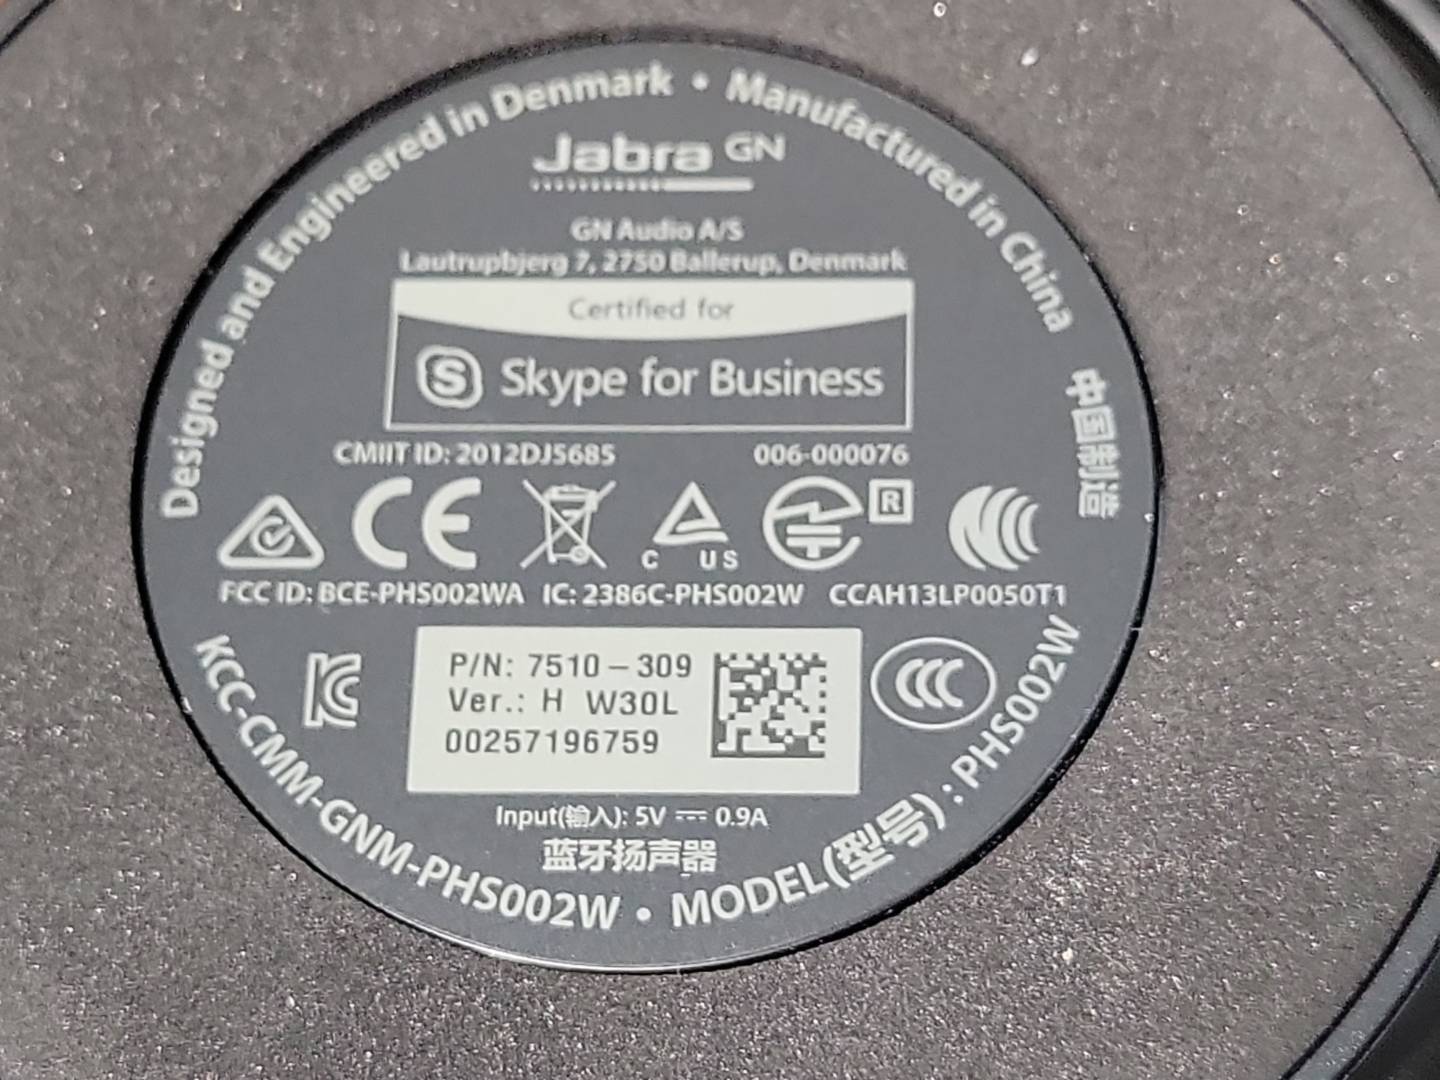 Designed and Engineered in Denmark • Manufactured in China 中国制造
Jabra GN
GN Audio A/S
Lautrupbjerg 7, 2750 Ballerup, Denmark
Certified for
S Skype for Business
CMIIT ID: 2012DJ5685 006-000076
CE C US R
FCC ID: BCE-PHS002WA IC: 2386C-PHS002W CCAH13LP0050T1
P/N: 7510-309
Ver.: H W30L
00257196759
CCC
Input(输入): 5V ⎓ 0.9A
蓝牙扬声器
KCC-CMM-GNM-PHS002W • MODEL(型号): PHS002W